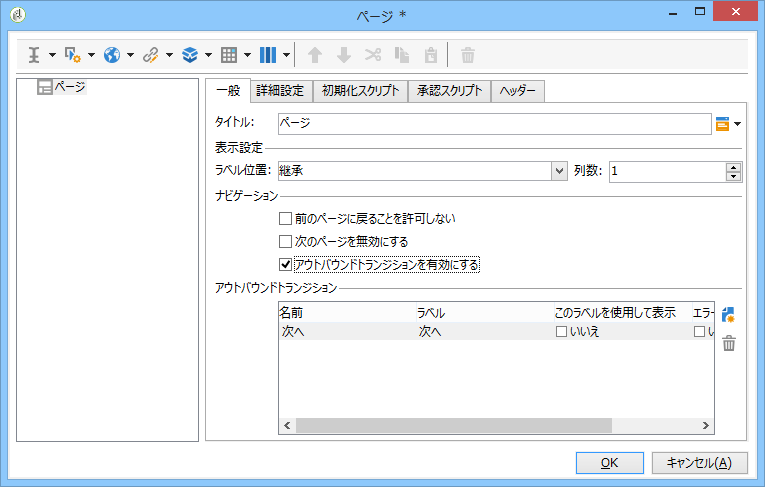 ページ *
ページ
一般 詳細設定 初期化スクリプト 承認スクリプト ヘッダー
タイトル: ページ
表示設定
ラベル位置: 継承 列数: 1
ナビゲーション
前のページに戻ることを許可しない
次のページを無効にする
アウトバウンドトランジションを有効にする
アウトバウンドトランジション
名前 ラベル このラベルを使用して表示 エラー
次へ 次へ いいえ い
OK キャンセル(A)